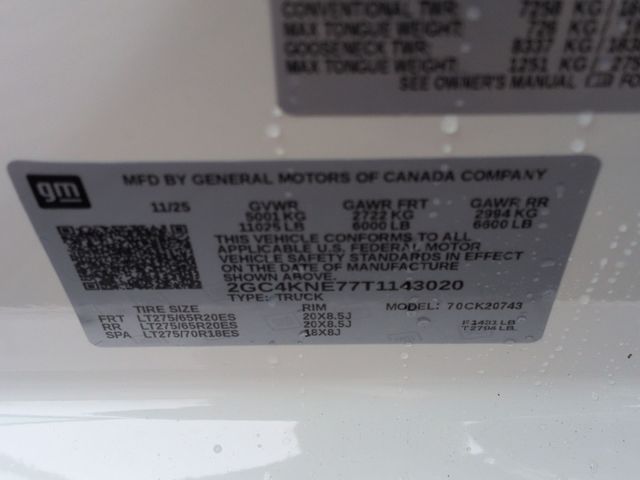 CONVENTIONAL TWR: 7258 KG
MAX TONGUE WEIGHT: 726 KG
GOOSENECK TWR: 8337 KG
MAX TONGUE WEIGHT: 1251 KG
SEE OWNER'S MANUAL
gm
MFD BY GENERAL MOTORS OF CANADA COMPANY
11/25 GVWR GAWR FRT GAWR RR
5001 KG 2722 KG 2994 KG
11025 LB 6000 LB 6600 LB
THIS VEHICLE CONFORMS TO ALL
APPLICABLE U.S. FEDERAL MOTOR
VEHICLE SAFETY STANDARDS IN EFFECT
ON THE DATE OF MANUFACTURE
SHOWN ABOVE.
2GC4KNE77T1143020
TYPE: TRUCK MODEL: 70CK20743
TIRE SIZE RIM
FRT LT275/65R20ES 20X8.5J
RR LT275/65R20ES 20X8.5J
SPA LT275/70R18ES 18X8J